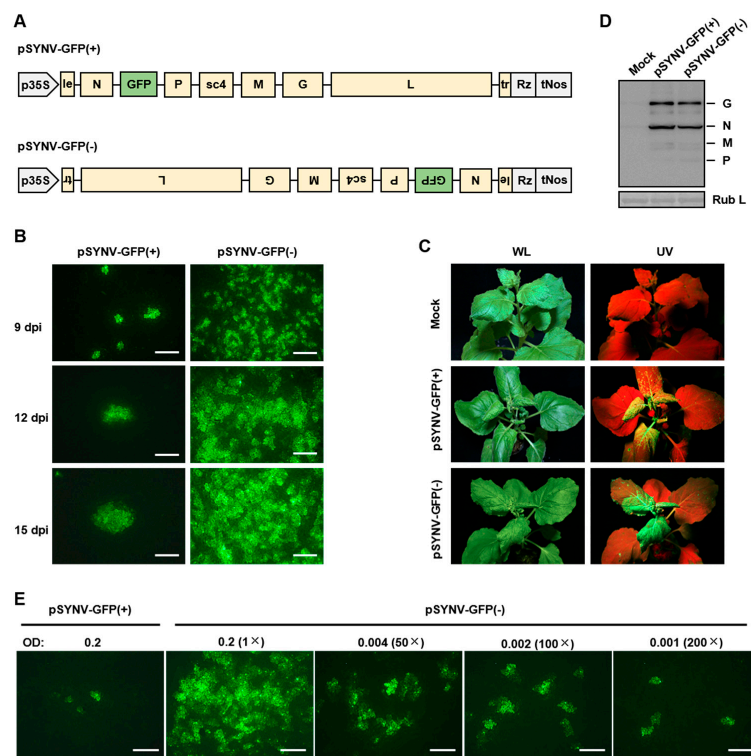 A
pSYNV-GFP(+)
p35S le N GFP P sc4 M G L tr Rz tNos
pSYNV-GFP(-)
p35S tr L G M sc4 P GFP N le Rz tNos
B
pSYNV-GFP(+) pSYNV-GFP(-)
9 dpi
12 dpi
15 dpi
C
WL UV
Mock
pSYNV-GFP(+)
pSYNV-GFP(-)
D
Mock pSYNV-GFP(+) pSYNV-GFP(-)
G
N
M
P
Rub L
E
pSYNV-GFP(+) pSYNV-GFP(-)
OD: 0.2 0.2 (1×) 0.004 (50×) 0.002 (100×) 0.001 (200×)